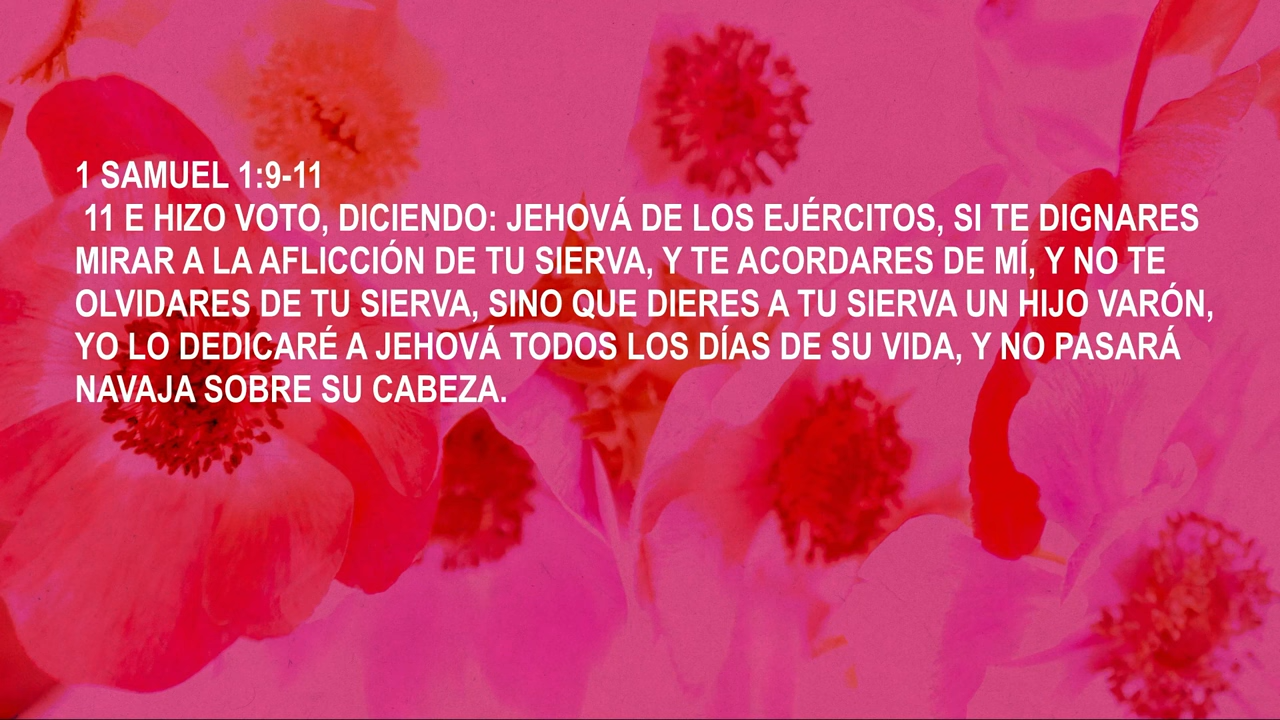 1 SAMUEL 1:9-11
11 E HIZO VOTO, DICIENDO: JEHOVÁ DE LOS EJÉRCITOS, SI TE DIGNARES
MIRAR A LA AFLICCIÓN DE TU SIERVA, Y TE ACORDARES DE MÍ, Y NO TE
OLVIDARES DE TU SIERVA, SINO QUE DIERES A TU SIERVA UN HIJO VARÓN,
YO LO DEDICARÉ A JEHOVÁ TODOS LOS DÍAS DE SU VIDA, Y NO PASARÁ
NAVAJA SOBRE SU CABEZA.